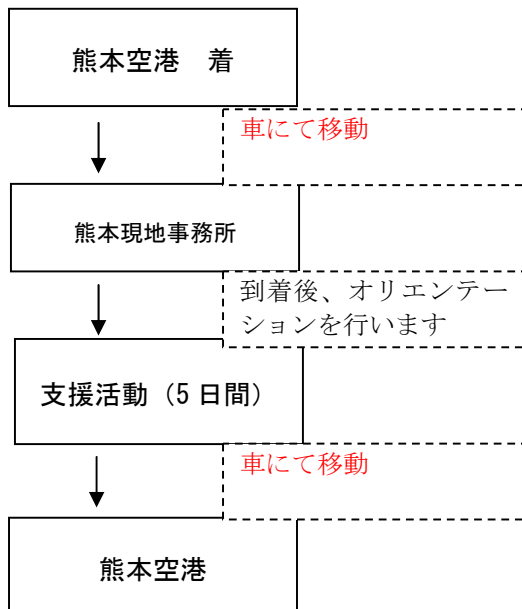 熊本空港　着
車にて移動
熊本現地事務所
到着後、オリエンテー
ションを行います
支援活動（5 日間）
車にて移動
熊本空港